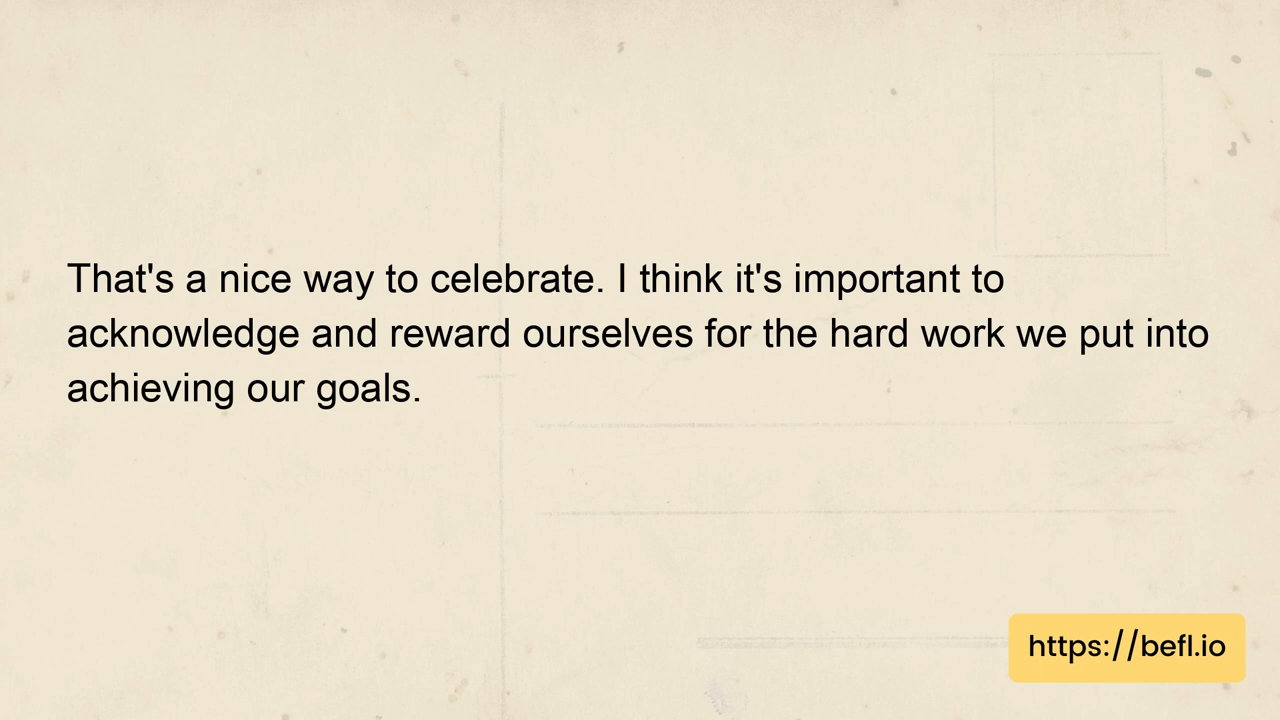 That's a nice way to celebrate. I think it's important to
acknowledge and reward ourselves for the hard work we put into
achieving our goals.
https://befl.io